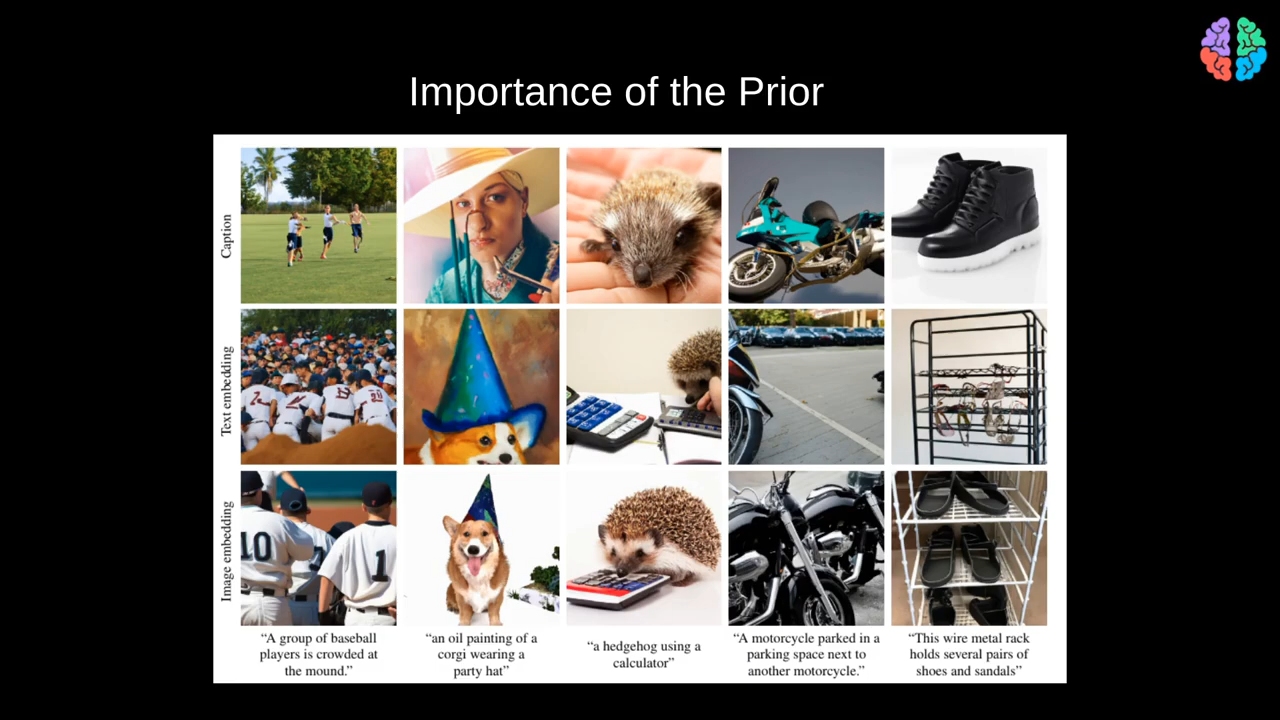 Importance of the Prior
Caption
Text embedding
Image embedding
10
1
“A group of baseball
players is crowded at
the mound.”
“an oil painting of a
corgi wearing a
party hat”
“a hedgehog using a
calculator”
“A motorcycle parked in a
parking space next to
another motorcycle.”
“This wire metal rack
holds several pairs of
shoes and sandals”